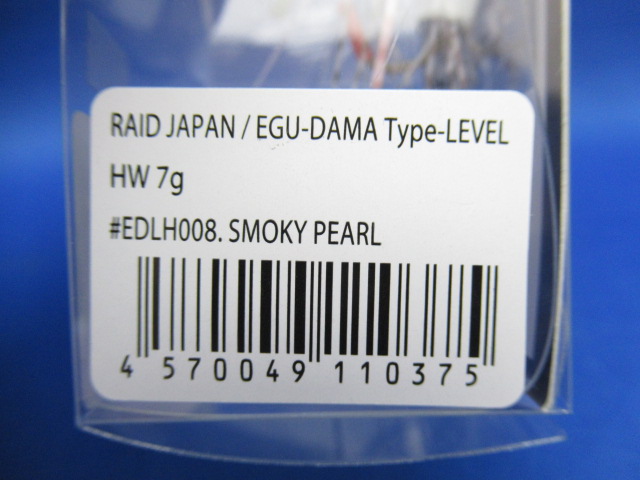 RAID JAPAN / EGU-DAMA Type-LEVEL
HW 7g
#EDLH008. SMOKY PEARL
4 570049 110375